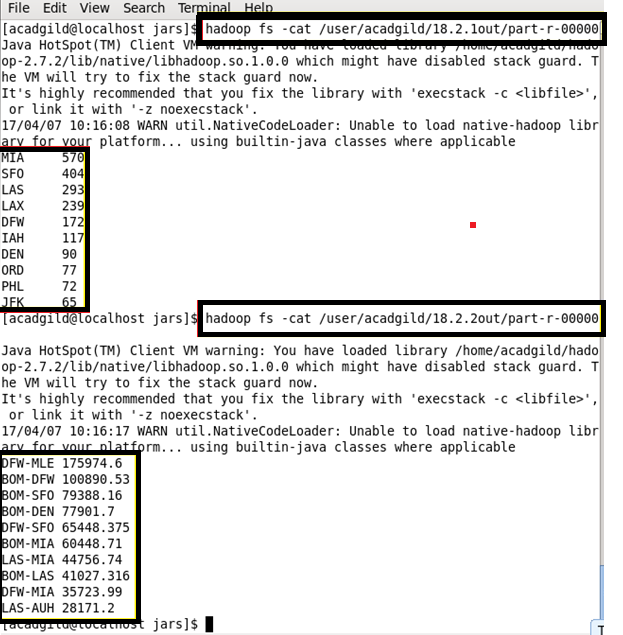 File Edit View Search Terminal Help
[acadgild@localhost jars]$ hadoop fs -cat /user/acadgild/18.2.1out/part-r-00000
Java HotSpot(TM) Client VM warning: You have loaded library /home/acadgild/hado
op-2.7.2/lib/native/libhadoop.so.1.0.0 which might have disabled stack guard. T
he VM will try to fix the stack guard now.
It's highly recommended that you fix the library with 'execstack -c <libfile>',
 or link it with '-z noexecstack'.
17/04/07 10:16:08 WARN util.NativeCodeLoader: Unable to load native-hadoop libr
ary for your platform... using builtin-java classes where applicable
MIA 570
SFO 404
LAS 293
LAX 239
DFW 172
IAH 117
DEN 90
ORD 77
PHL 72
JFK 65
[acadgild@localhost jars]$ hadoop fs -cat /user/acadgild/18.2.2out/part-r-00000
Java HotSpot(TM) Client VM warning: You have loaded library /home/acadgild/hado
op-2.7.2/lib/native/libhadoop.so.1.0.0 which might have disabled stack guard. T
he VM will try to fix the stack guard now.
It's highly recommended that you fix the library with 'execstack -c <libfile>',
 or link it with '-z noexecstack'.
17/04/07 10:16:17 WARN util.NativeCodeLoader: Unable to load native-hadoop libr
ary for your platform... using builtin-java classes where applicable
DFW-MLE 175974.6
BOM-DFW 100890.53
BOM-SFO 79388.16
BOM-DEN 77901.7
DFW-SFO 65448.375
BOM-MIA 60448.71
LAS-MIA 44756.74
BOM-LAS 41027.316
DFW-MIA 35723.99
LAS-AUH 28171.2
[acadgild@localhost jars]$